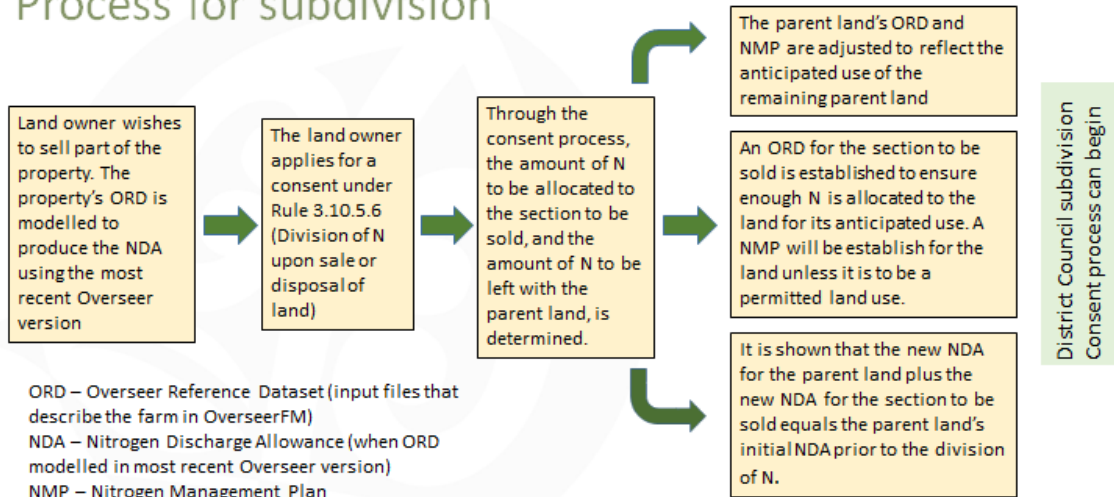 Process for subdivision
Land owner wishes
to sell part of the
property. The
property's ORD is
modelled to
produce the NDA
using the most
recent Overseer
version
The land owner
applies for a
consent under
Rule 3.10.5.6
(Division of N
upon sale or
disposal of
land)
Through the
consent process,
the amount of N
to be allocated to
the section to be
sold, and the
amount of N to be
left with the
parent land, is
determined.
The parent land's ORD and
NMP are adjusted to reflect the
anticipated use of the
remaining parent land
An ORD for the section to be
sold is established to ensure
enough N is allocated to the
land for its anticipated use. A
NMP will be establish for the
land unless it is to be a
permitted land use.
It is shown that the new NDA
for the parent land plus the
new NDA for the section to be
sold equals the parent land's
initial NDA prior to the division
of N.
District Council subdivision
Consent process can begin
ORD – Overseer Reference Dataset (input files that
describe the farm in OverseerFM)
NDA – Nitrogen Discharge Allowance (when ORD
modelled in most recent Overseer version)
NMP – Nitrogen Management Plan